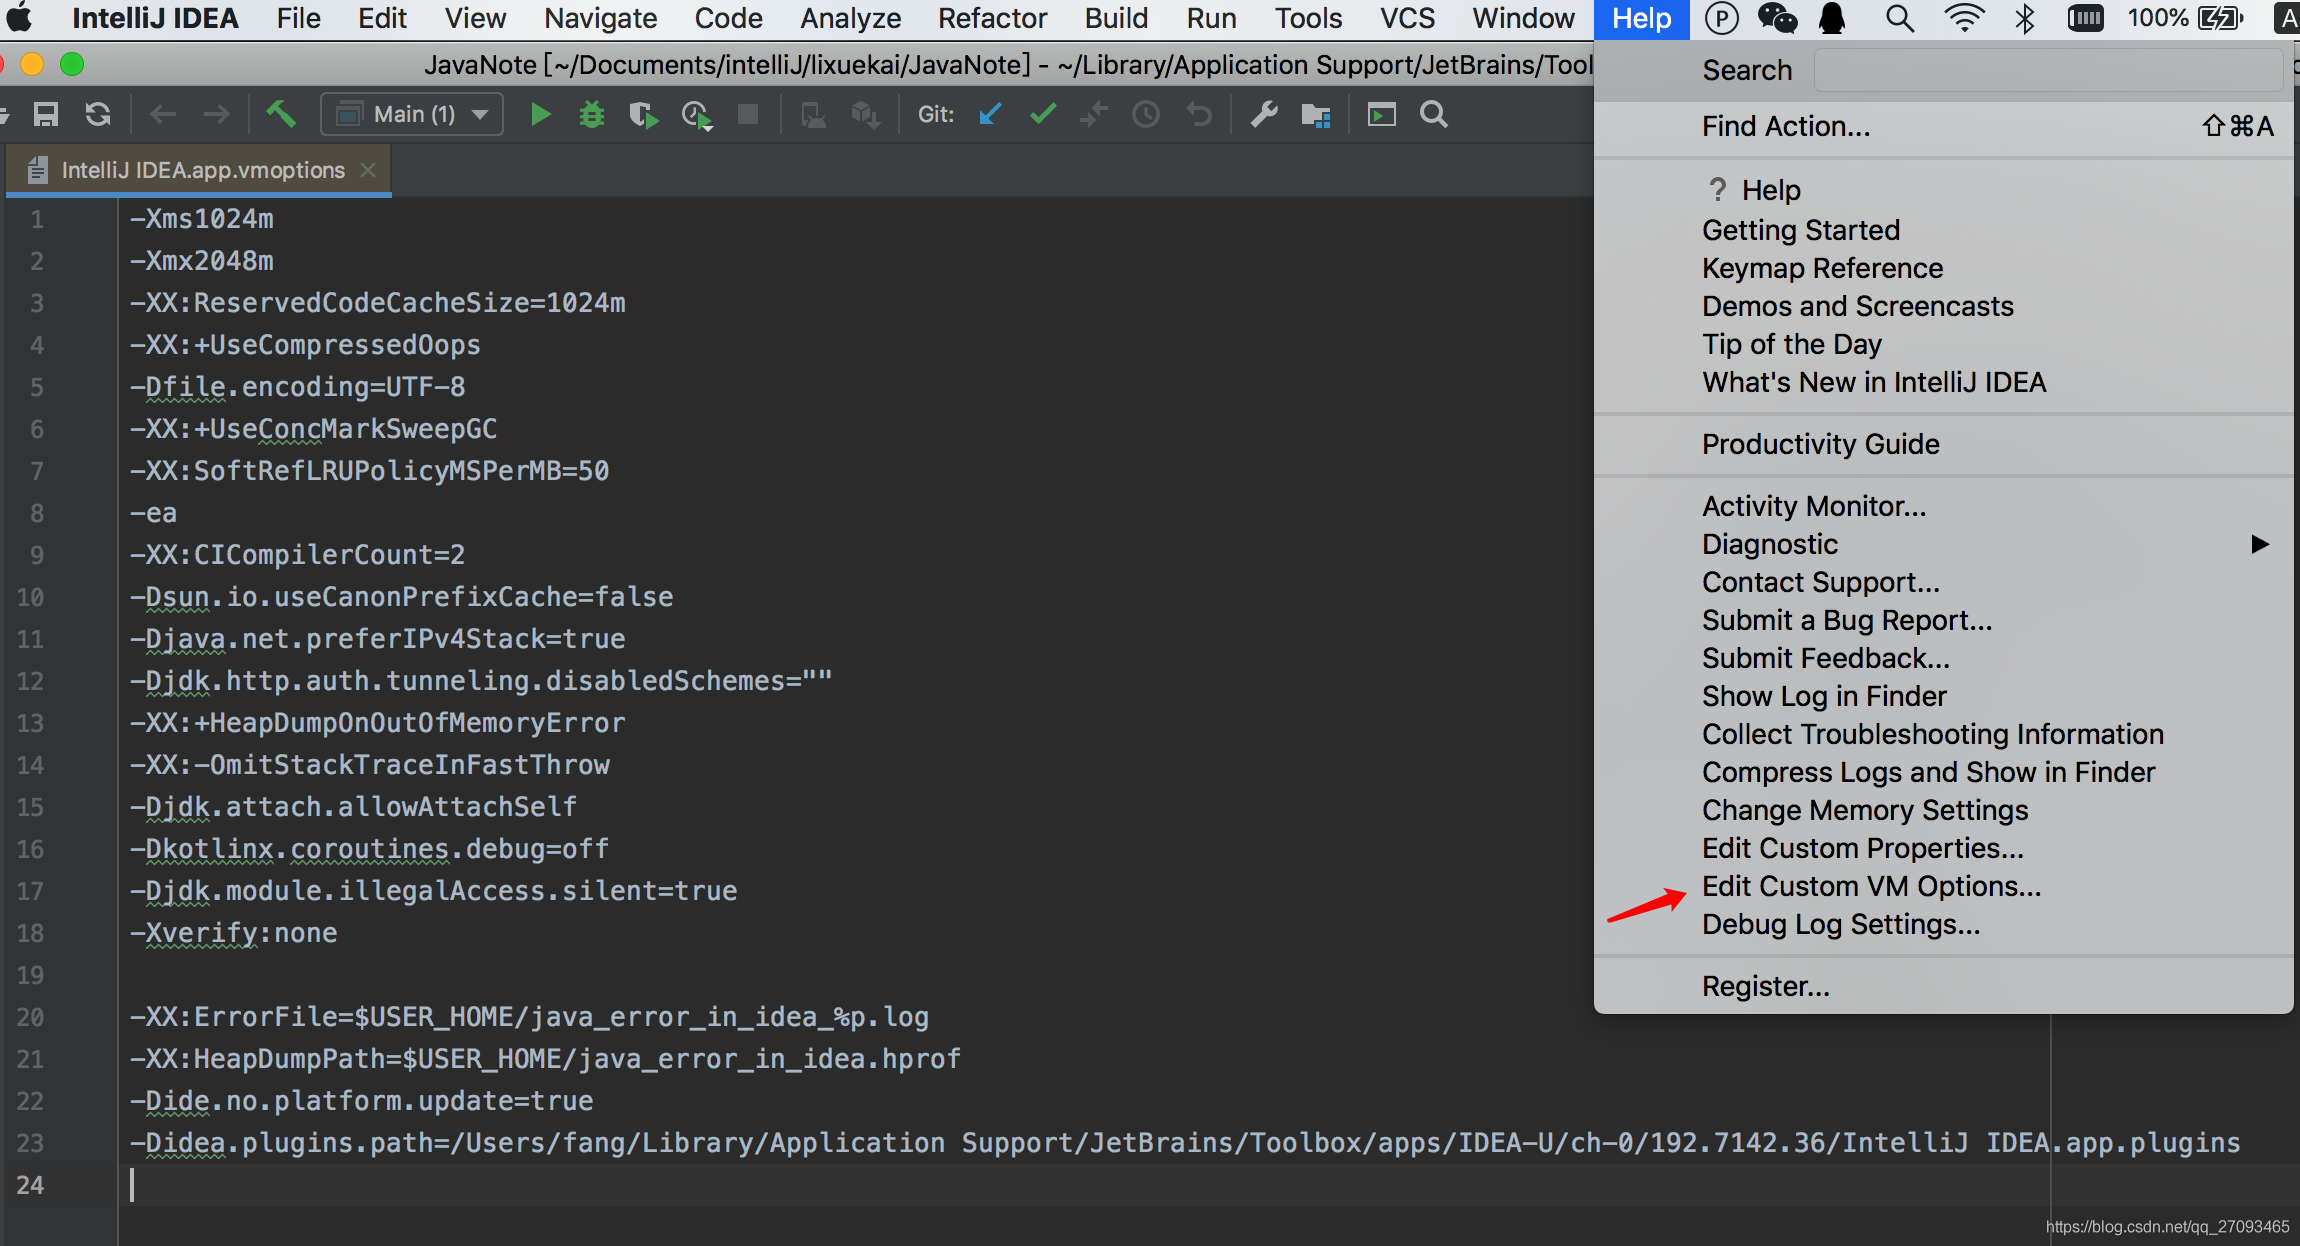 IntelliJ IDEA File Edit View Navigate Code Analyze Refactor Build Run Tools VCS Window Help 100% A
JavaNote [~/Documents/intelliJ/lixuekai/JavaNote] - ~/Library/Application Support/JetBrains/Tool
Main (1) Git:
IntelliJ IDEA.app.vmoptions
1 -Xms1024m
2 -Xmx2048m
3 -XX:ReservedCodeCacheSize=1024m
4 -XX:+UseCompressedOops
5 -Dfile.encoding=UTF-8
6 -XX:+UseConcMarkSweepGC
7 -XX:SoftRefLRUPolicyMSPerMB=50
8 -ea
9 -XX:CICompilerCount=2
10 -Dsun.io.useCanonPrefixCache=false
11 -Djava.net.preferIPv4Stack=true
12 -Djdk.http.auth.tunneling.disabledSchemes=""
13 -XX:+HeapDumpOnOutOfMemoryError
14 -XX:-OmitStackTraceInFastThrow
15 -Djdk.attach.allowAttachSelf
16 -Dkotlinx.coroutines.debug=off
17 -Djdk.module.illegalAccess.silent=true
18 -Xverify:none
19
20 -XX:ErrorFile=$USER_HOME/java_error_in_idea_%p.log
21 -XX:HeapDumpPath=$USER_HOME/java_error_in_idea.hprof
22 -Dide.no.platform.update=true
23 -Didea.plugins.path=/Users/fang/Library/Application Support/JetBrains/Toolbox/apps/IDEA-U/ch-0/192.7142.36/IntelliJ IDEA.app.plugins
24
Search
Find Action... ⇧⌘A
? Help
Getting Started
Keymap Reference
Demos and Screencasts
Tip of the Day
What's New in IntelliJ IDEA
Productivity Guide
Activity Monitor...
Diagnostic
Contact Support...
Submit a Bug Report...
Submit Feedback...
Show Log in Finder
Collect Troubleshooting Information
Compress Logs and Show in Finder
Change Memory Settings
Edit Custom Properties...
Edit Custom VM Options...
Debug Log Settings...
Register...
https://blog.csdn.net/qq_27093465